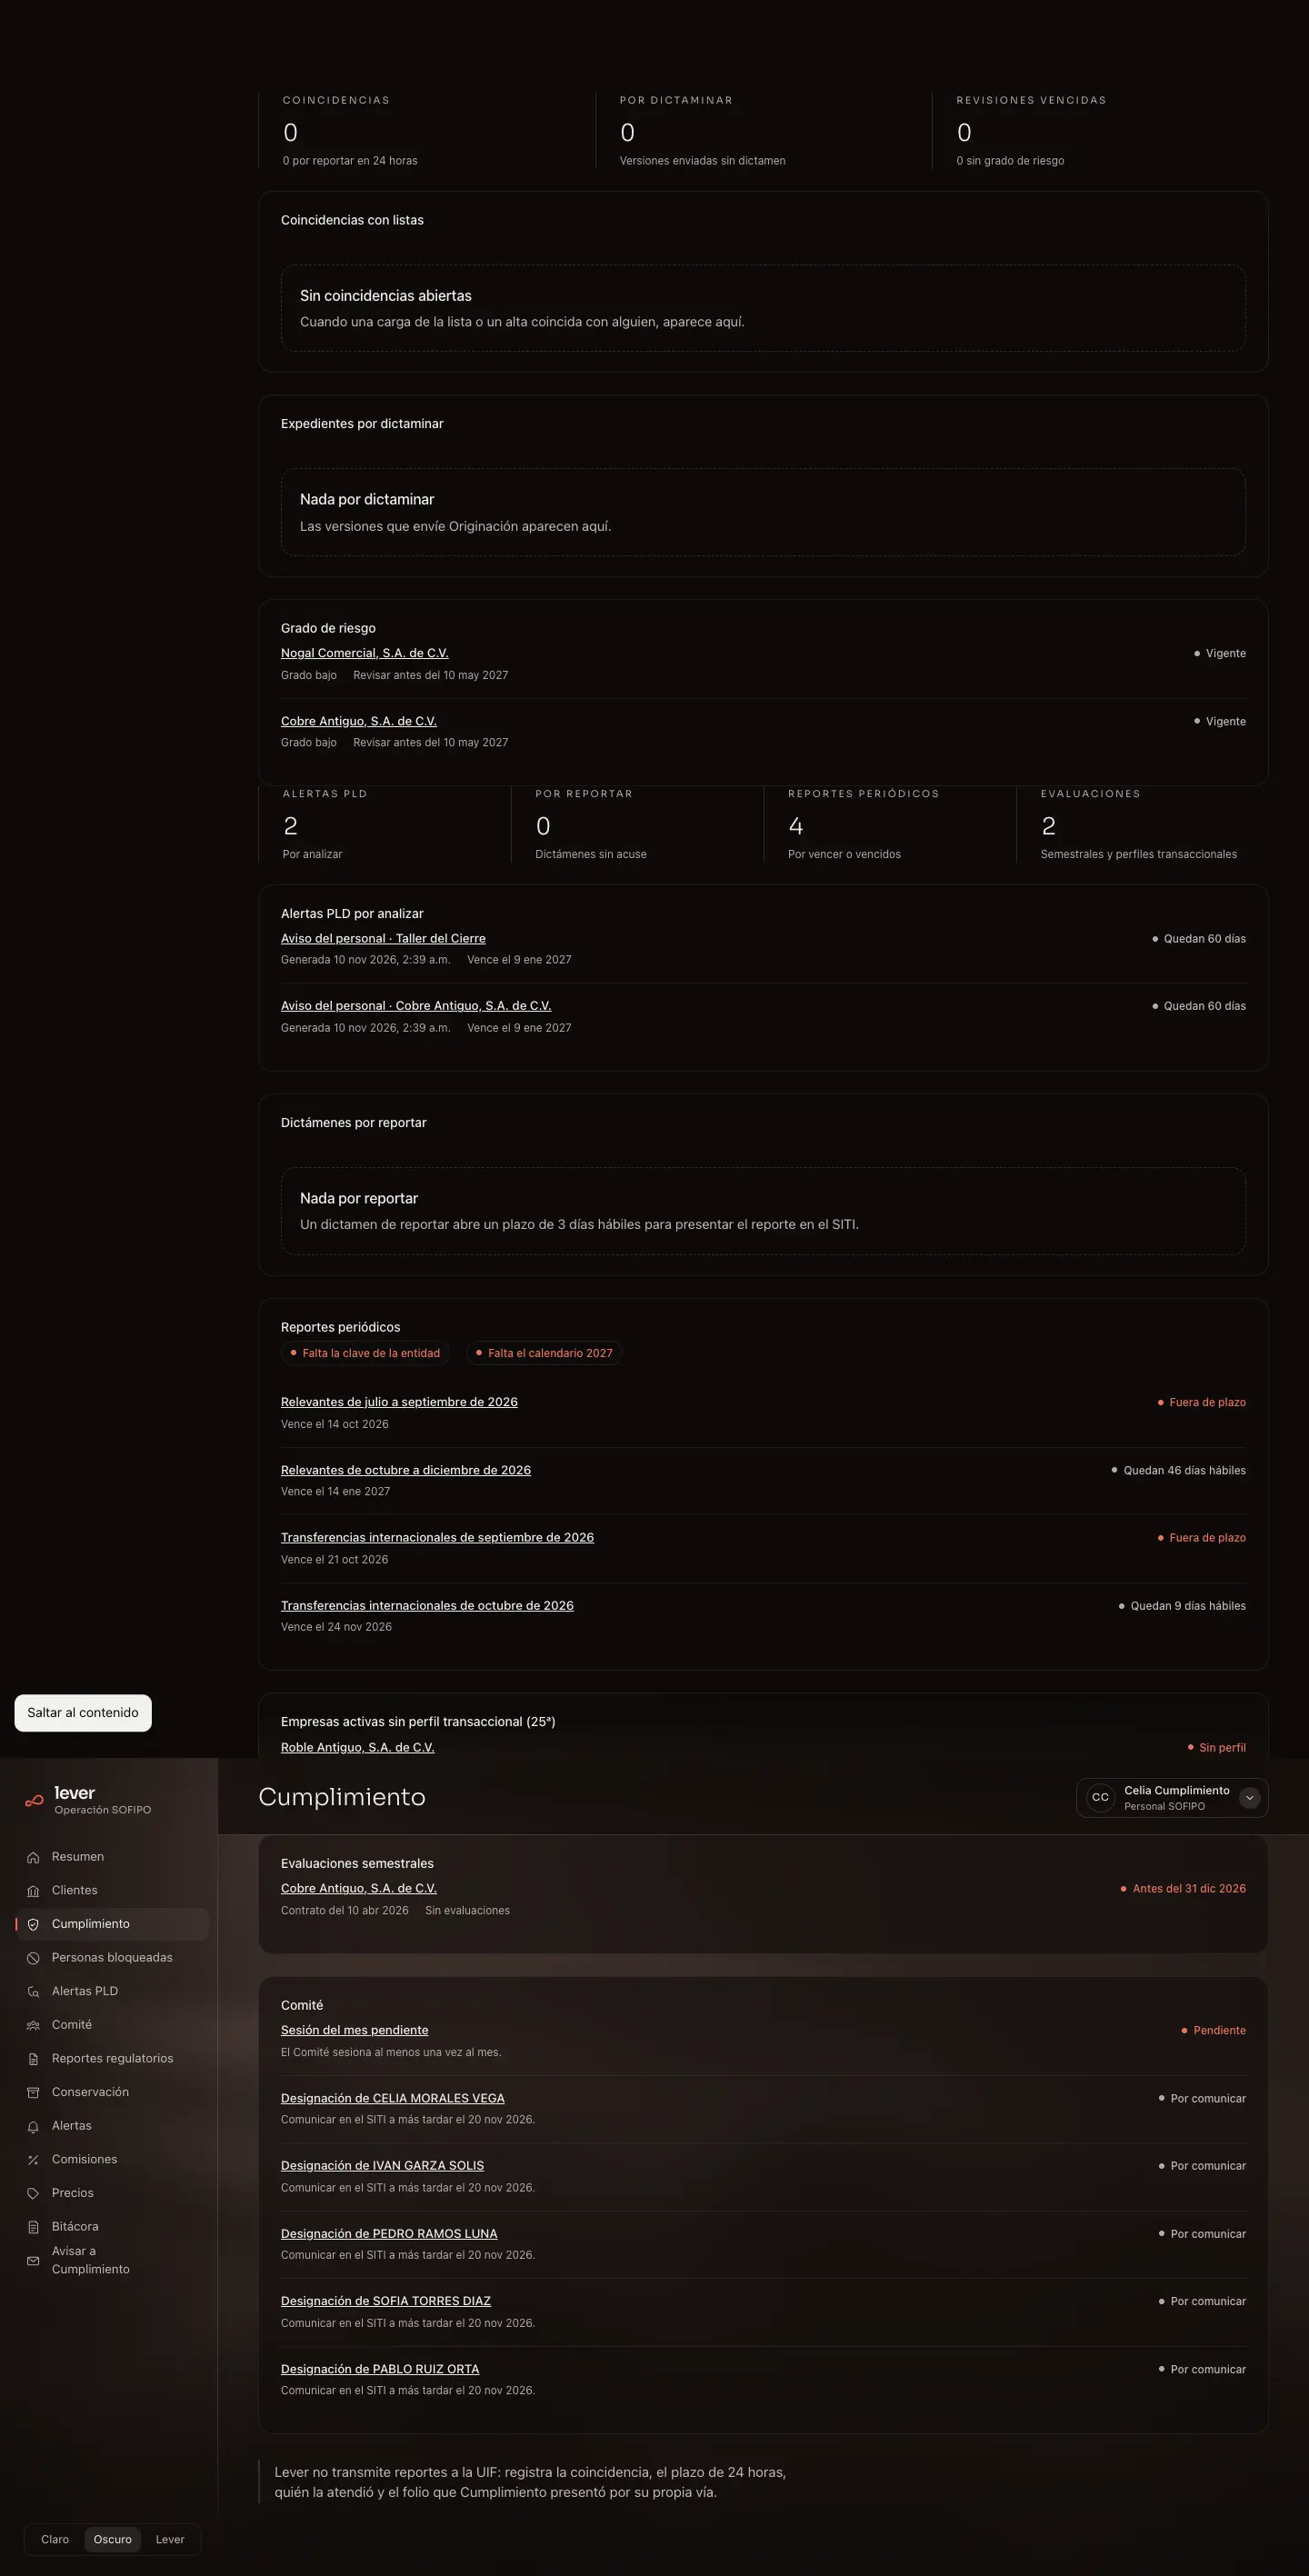 COINCIDENCIAS
0
0 por reportar en 24 horas
POR DICTAMINAR
0
Versiones enviadas sin dictamen
REVISIONES VENCIDAS
0
0 sin grado de riesgo
Coincidencias con listas
Sin coincidencias abiertas
Cuando una carga de la lista o un alta coincida con alguien, aparece aquí.
Expedientes por dictaminar
Nada por dictaminar
Las versiones que envíe Originación aparecen aquí.
Grado de riesgo
Nogal Comercial, S.A. de C.V.
Vigente
Grado bajo Revisar antes del 10 may 2027
Cobre Antiguo, S.A. de C.V.
Vigente
Grado bajo Revisar antes del 10 may 2027
ALERTAS PLD
2
Por analizar
POR REPORTAR
0
Dictámenes sin acuse
REPORTES PERIÓDICOS
4
Por vencer o vencidos
EVALUACIONES
2
Semestrales y perfiles transaccionales
Alertas PLD por analizar
Aviso del personal · Taller del Cierre
Quedan 60 días
Generada 10 nov 2026, 2:39 a.m. Vence el 9 ene 2027
Aviso del personal · Cobre Antiguo, S.A. de C.V.
Quedan 60 días
Generada 10 nov 2026, 2:39 a.m. Vence el 9 ene 2027
Dictámenes por reportar
Nada por reportar
Un dictamen de reportar abre un plazo de 3 días hábiles para presentar el reporte en el SITI.
Reportes periódicos
Falta la clave de la entidad
Falta el calendario 2027
Relevantes de julio a septiembre de 2026
Fuera de plazo
Vence el 14 oct 2026
Relevantes de octubre a diciembre de 2026
Quedan 46 días hábiles
Vence el 14 ene 2027
Transferencias internacionales de septiembre de 2026
Fuera de plazo
Vence el 21 oct 2026
Transferencias internacionales de octubre de 2026
Quedan 9 días hábiles
Vence el 24 nov 2026
Saltar al contenido
Empresas activas sin perfil transaccional (25ª)
Roble Antiguo, S.A. de C.V.
Sin perfil
lever
Operación SOFIPO
Resumen
Clientes
Cumplimiento
Personas bloqueadas
Alertas PLD
Comité
Reportes regulatorios
Conservación
Alertas
Comisiones
Precios
Bitácora
Avisar a
Cumplimiento
Claro
Oscuro
Lever
Cumplimiento
CC
Celia Cumplimiento
Personal SOFIPO
Evaluaciones semestrales
Cobre Antiguo, S.A. de C.V.
Antes del 31 dic 2026
Contrato del 10 abr 2026 Sin evaluaciones
Comité
Sesión del mes pendiente
Pendiente
El Comité sesiona al menos una vez al mes.
Designación de CELIA MORALES VEGA
Por comunicar
Comunicar en el SITI a más tardar el 20 nov 2026.
Designación de IVAN GARZA SOLIS
Por comunicar
Comunicar en el SITI a más tardar el 20 nov 2026.
Designación de PEDRO RAMOS LUNA
Por comunicar
Comunicar en el SITI a más tardar el 20 nov 2026.
Designación de SOFIA TORRES DIAZ
Por comunicar
Comunicar en el SITI a más tardar el 20 nov 2026.
Designación de PABLO RUIZ ORTA
Por comunicar
Comunicar en el SITI a más tardar el 20 nov 2026.
Lever no transmite reportes a la UIF: registra la coincidencia, el plazo de 24 horas,
quién la atendió y el folio que Cumplimiento presentó por su propia vía.